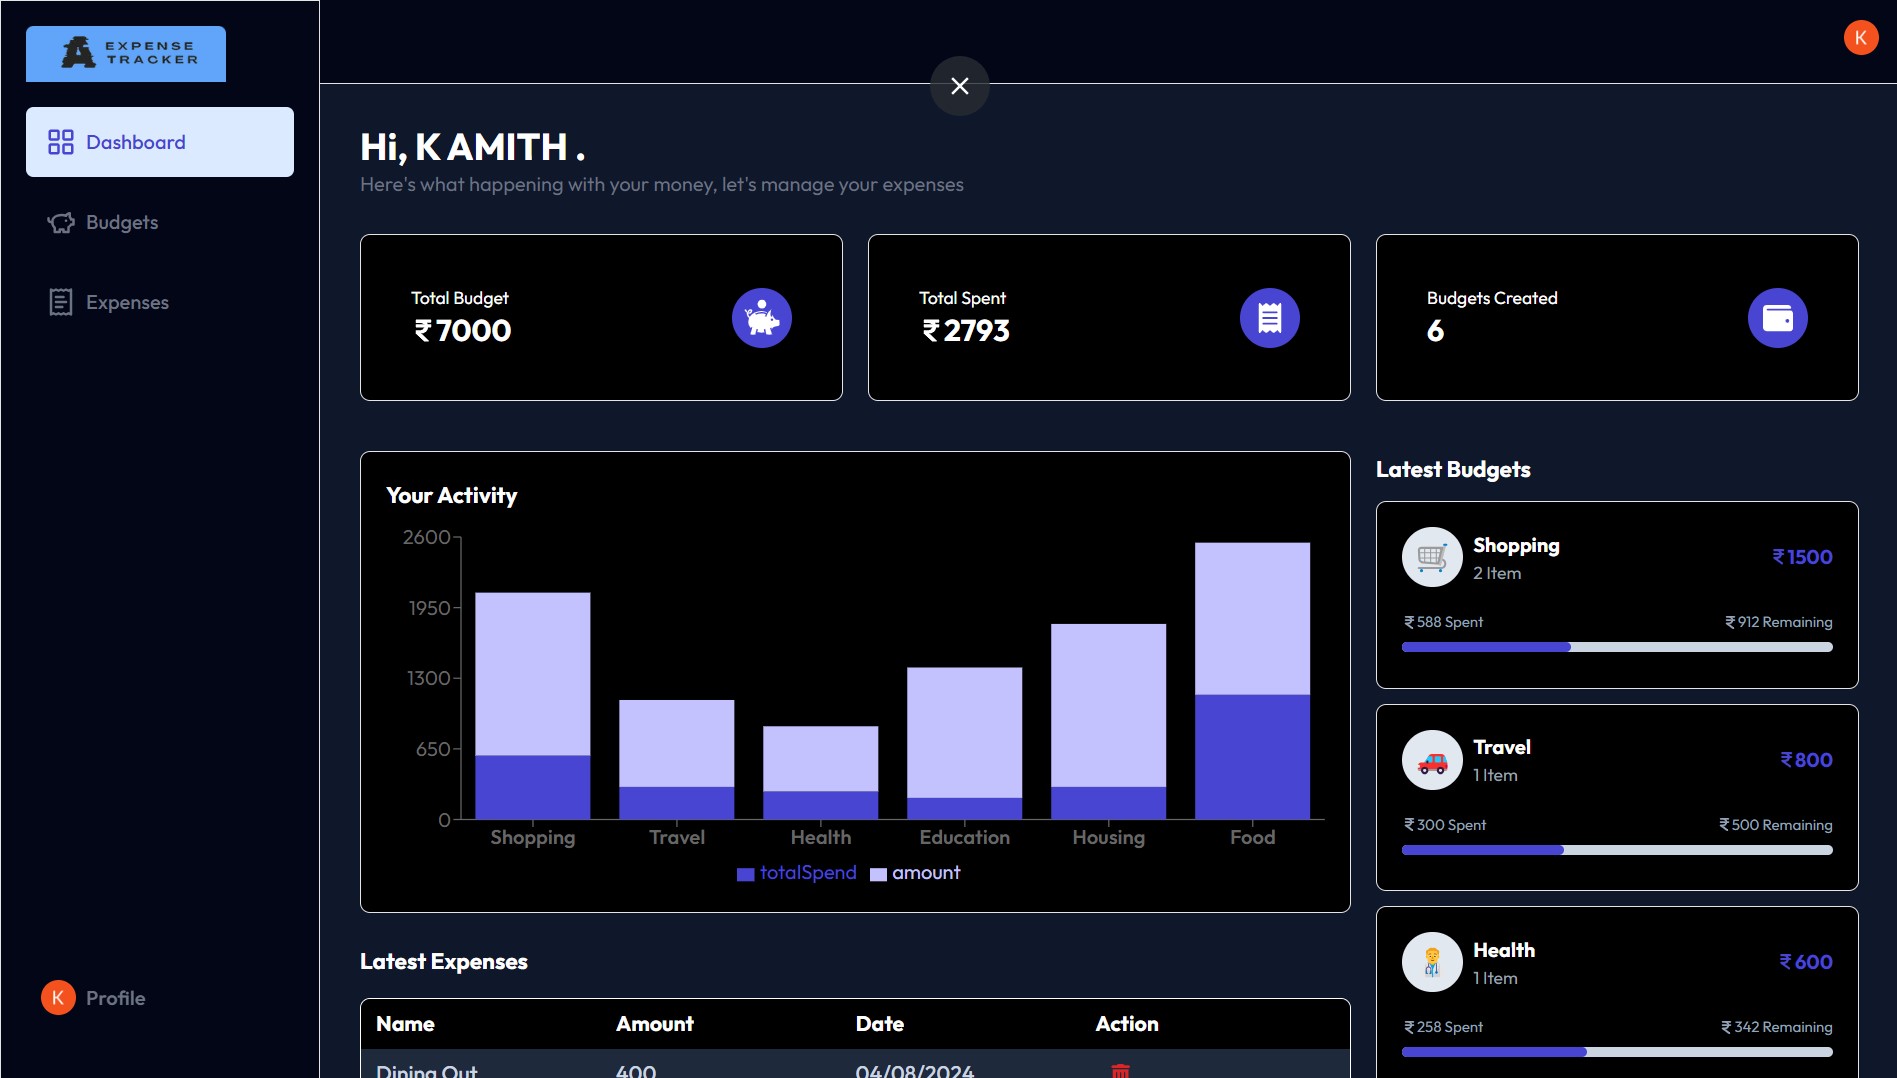 EXPENSE
TRACKER
K
Dashboard
Budgets
Expenses
K Profile
Hi, K AMITH .
Here's what happening with your money, let's manage your expenses
Total Budget
₹7000
Total Spent
₹2793
Budgets Created
6
Your Activity
2600
1950
1300
650
0
Shopping Travel Health Education Housing Food
totalSpend amount
Latest Budgets
Shopping
2 Item
₹1500
₹588 Spent ₹912 Remaining
Travel
1 Item
₹800
₹300 Spent ₹500 Remaining
Health
1 Item
₹600
₹258 Spent ₹342 Remaining
Latest Expenses
Name Amount Date Action
Dining Out 400 04/08/2024